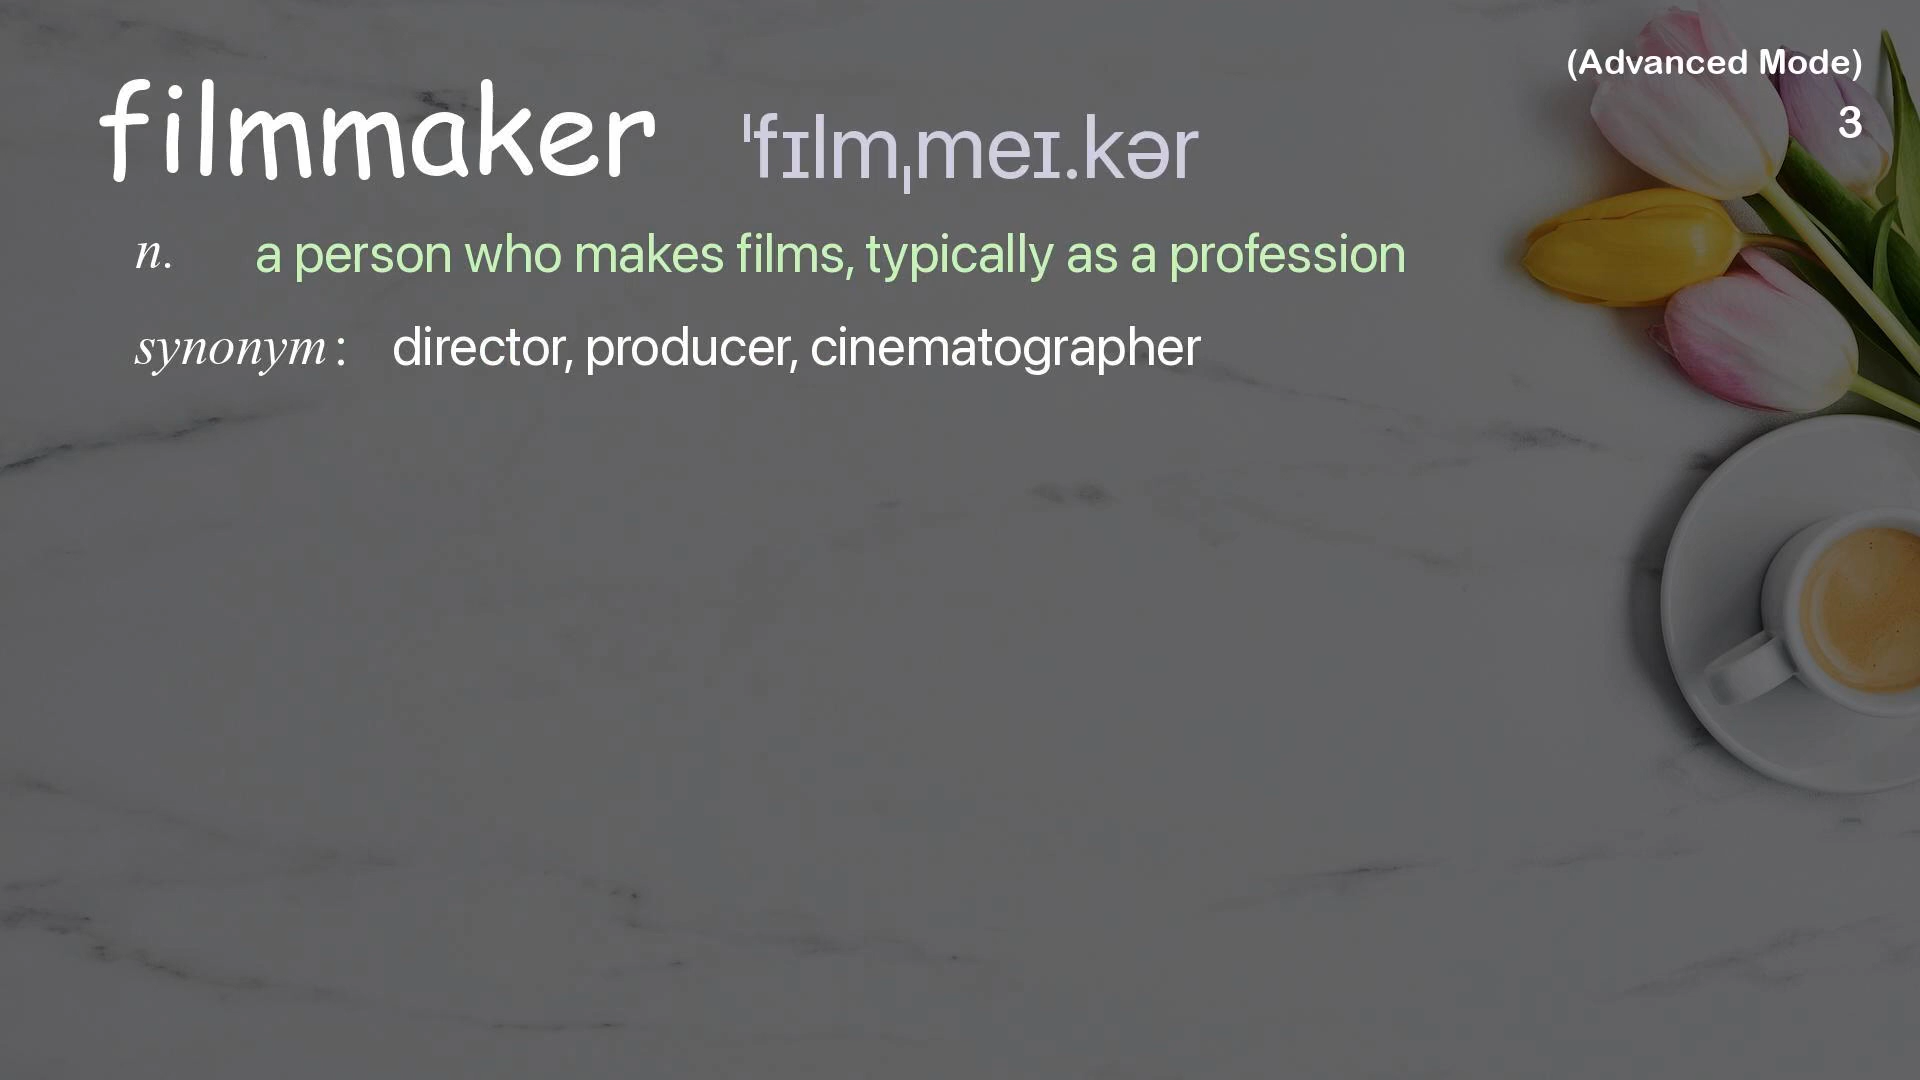 (Advanced Mode)
3
filmmaker ˈfɪlmˌmeɪ.kər
n. a person who makes films, typically as a profession
synonym: director, producer, cinematographer